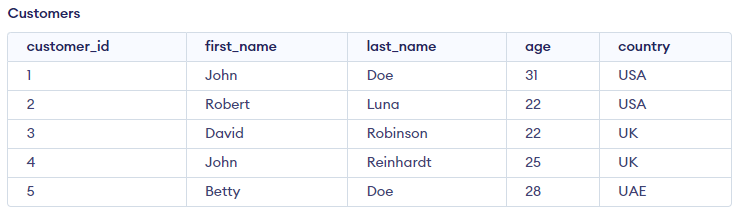 Customers
customer_id first_name last_name age country
1 John Doe 31 USA
2 Robert Luna 22 USA
3 David Robinson 22 UK
4 John Reinhardt 25 UK
5 Betty Doe 28 UAE